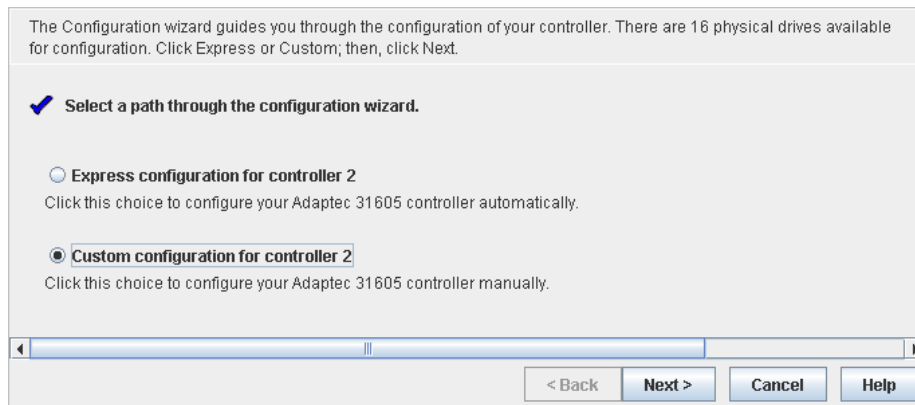 The Configuration wizard guides you through the configuration of your controller. There are 16 physical drives available
for configuration. Click Express or Custom; then, click Next.
Select a path through the configuration wizard.
Express configuration for controller 2
Click this choice to configure your Adaptec 31605 controller automatically.
Custom configuration for controller 2
Click this choice to configure your Adaptec 31605 controller manually.
< Back Next > Cancel Help